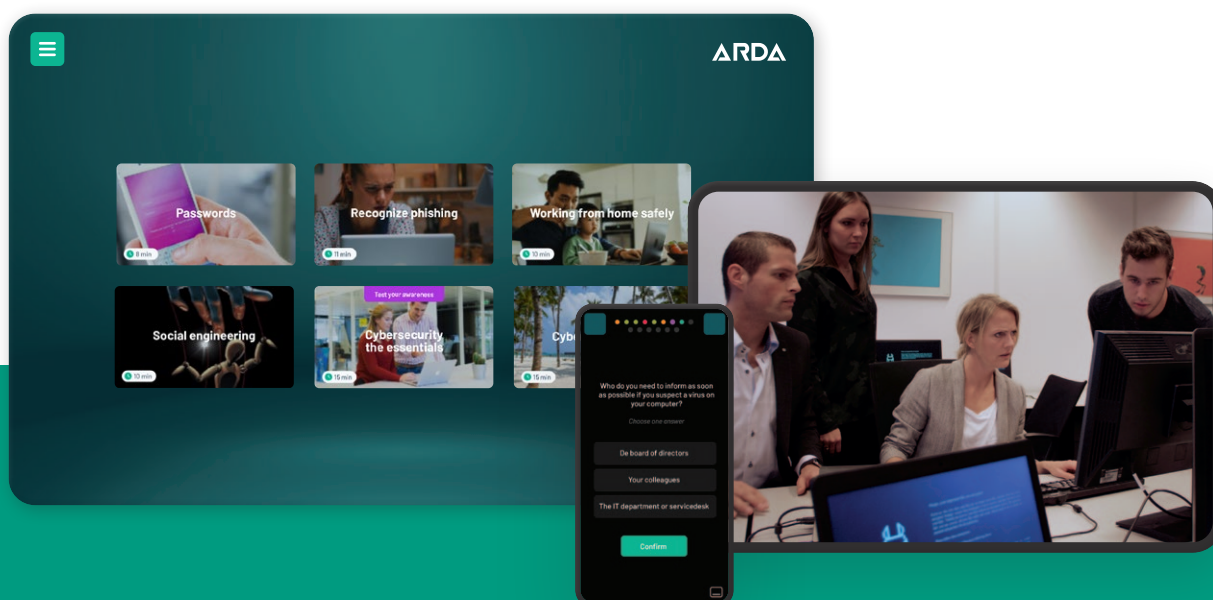 ARDA
Passwords
8 min
Recognize phishing
11 min
Working from home safely
10 min
Social engineering
10 min
Test your awareness
Cybersecurity
the essentials
15 min
Cybe
15 min
Who do you need to inform as soon
as possible if you suspect a virus on
your computer?
Choose one answer
De board of directors
Your colleagues
The IT department or servicedesk
Confirm